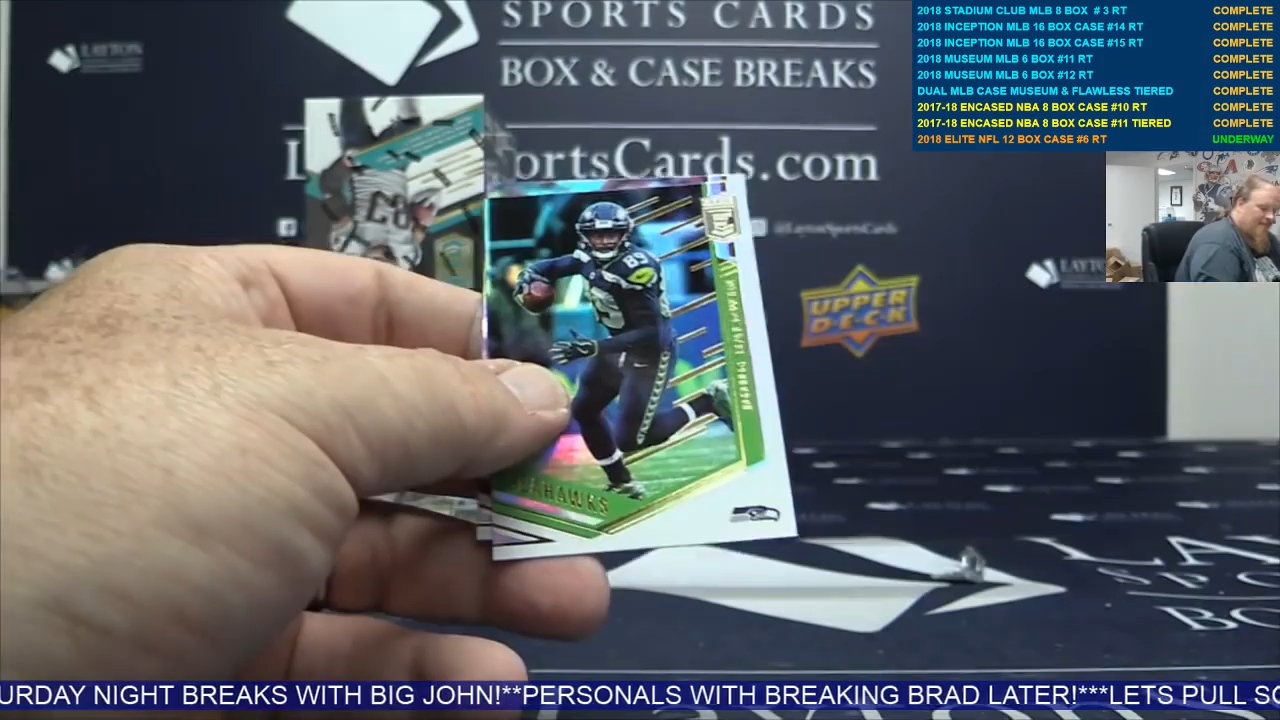 SPORTS CARDS
BOX & CASE BREAKS
LAYTON
ortsCards.com
@LaytonSportsCards
LAYTON
UPPER
DECK
89
SEAHAWKS
2018 STADIUM CLUB MLB 8 BOX # 3 RT COMPLETE
2018 INCEPTION MLB 16 BOX CASE #14 RT COMPLETE
2018 INCEPTION MLB 16 BOX CASE #15 RT COMPLETE
2018 MUSEUM MLB 6 BOX #11 RT COMPLETE
2018 MUSEUM MLB 6 BOX #12 RT COMPLETE
DUAL MLB CASE MUSEUM & FLAWLESS TIERED COMPLETE
2017-18 ENCASED NBA 8 BOX CASE #10 RT COMPLETE
2017-18 ENCASED NBA 8 BOX CASE #11 TIERED COMPLETE
2018 ELITE NFL 12 BOX CASE #6 RT UNDERWAY
URDAY NIGHT BREAKS WITH BIG JOHN!**PERSONALS WITH BREAKING BRAD LATER!***LETS PULL SO